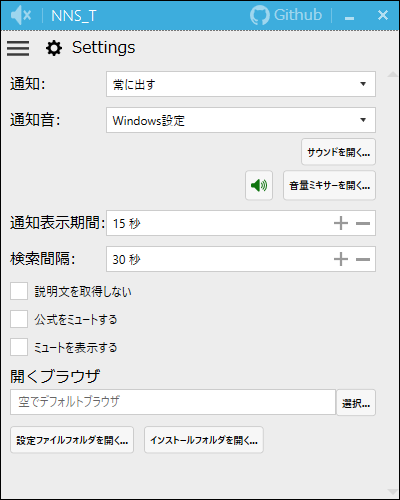 NNS_T Github
Settings
通知: 常に出す
通知音: Windows設定
サウンドを開く...
音量ミキサーを開く...
通知表示期間: 15 秒
検索間隔: 30 秒
説明文を取得しない
公式をミュートする
ミュートを表示する
開くブラウザ
空でデフォルトブラウザ 選択...
設定ファイルフォルダを開く... インストールフォルダを開く...